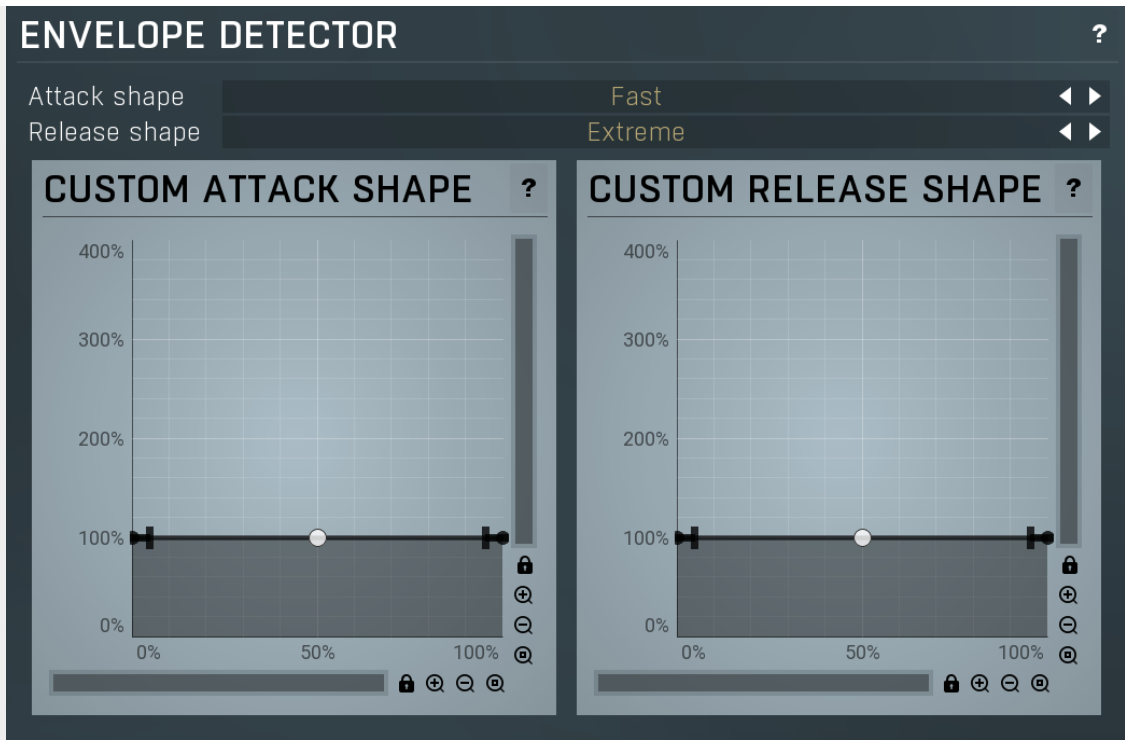 ENVELOPE DETECTOR ?
Attack shape Fast
Release shape Extreme
CUSTOM ATTACK SHAPE ?
400%
300%
200%
100%
0%
0% 50% 100%
CUSTOM RELEASE SHAPE ?
400%
300%
200%
100%
0%
0% 50% 100%